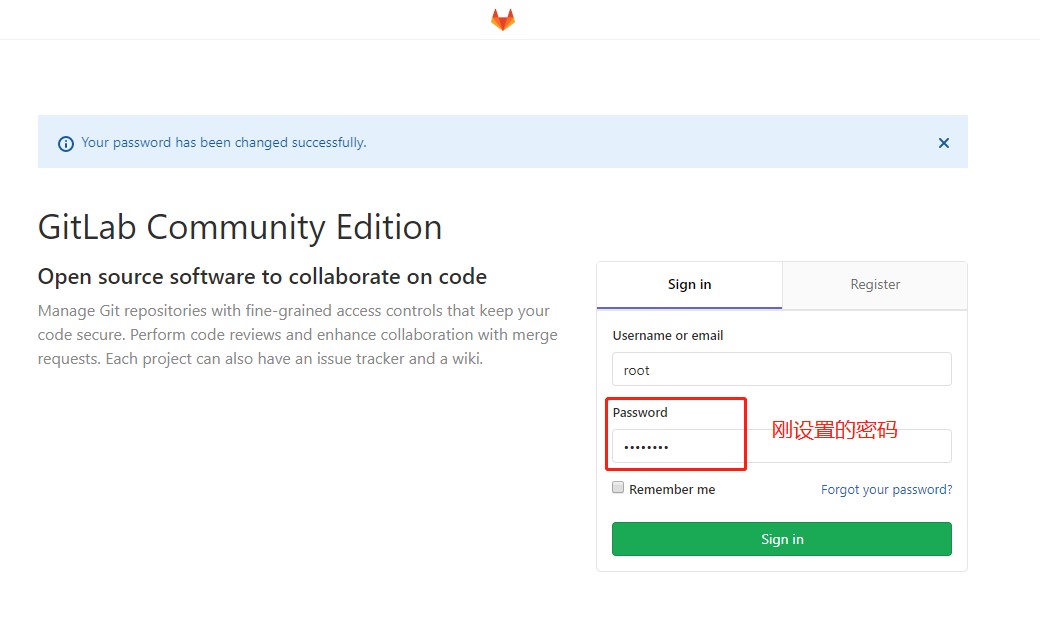 Your password has been changed successfully.
GitLab Community Edition
Open source software to collaborate on code
Manage Git repositories with fine-grained access controls that keep your
code secure. Perform code reviews and enhance collaboration with merge
requests. Each project can also have an issue tracker and a wiki.
Sign in
Register
Username or email
root
Password
••••••••
刚设置的密码
Remember me
Forgot your password?
Sign in